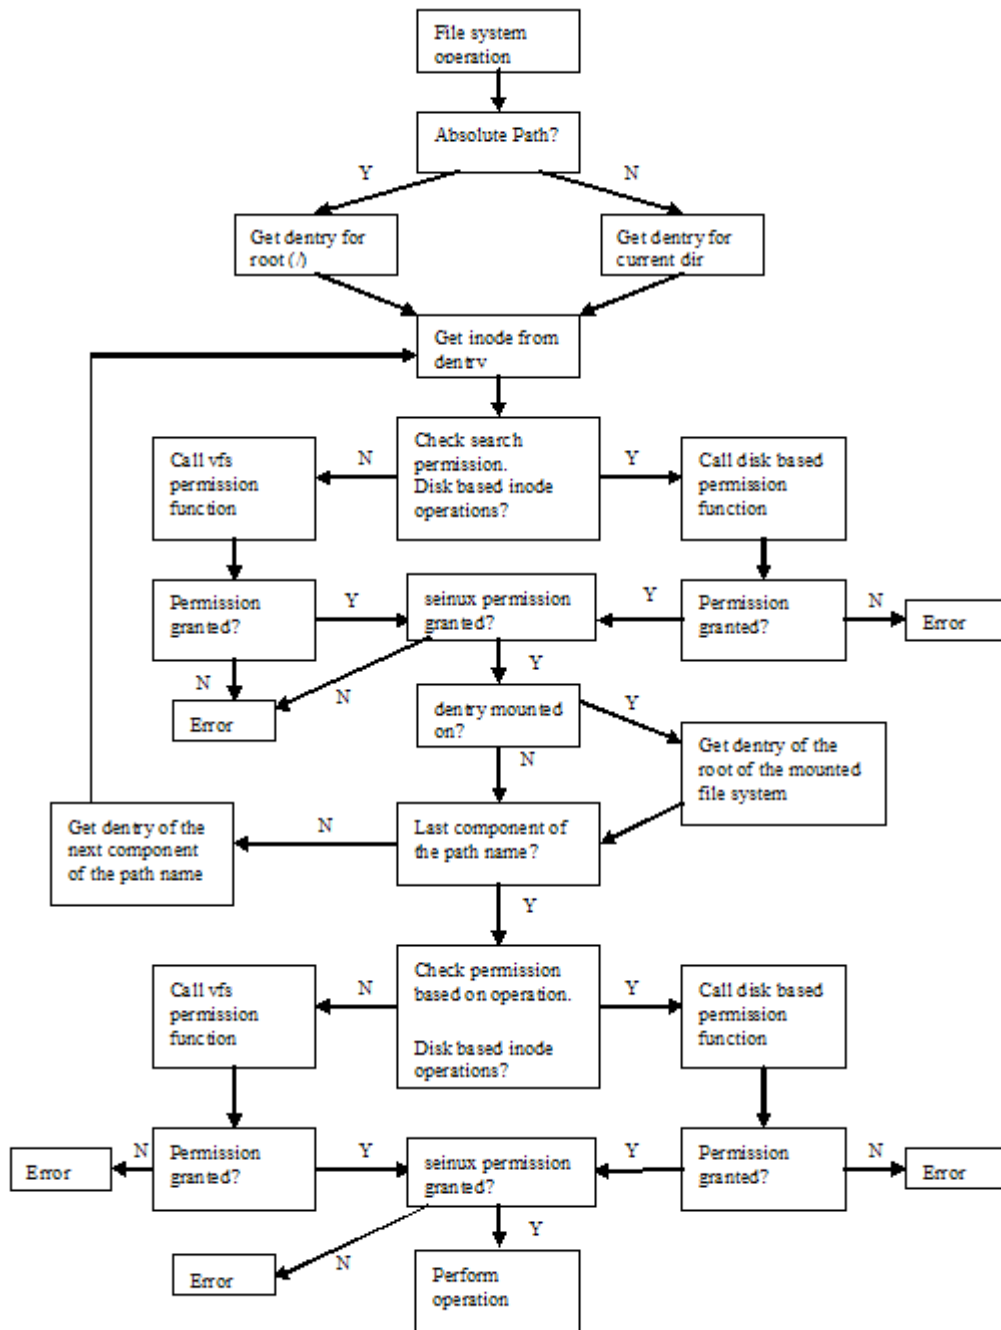 File system
operation
Absolute Path?
Y
N
Get dentry for
root (/)
Get dentry for
current dir
Get inode from
dentry
Call vfs
permission
function
N
Check search
permission.
Disk based inode
operations?
Y
Call disk based
permission
function
Permission
granted?
Y
seinux permission
granted?
Y
Permission
granted?
N
Error
N
Error
N
Y
dentry mounted
on?
Y
N
Get dentry of the
root of the mounted
file system
Get dentry of the
next component
of the path name
N
Last component of
the path name?
Y
Call vfs
permission
function
N
Check permission
based on operation.
Disk based inode
operations?
Y
Call disk based
permission
function
Error
N
Permission
granted?
Y
seinux permission
granted?
Y
Permission
granted?
N
Error
Error
N
Y
Perform
operation